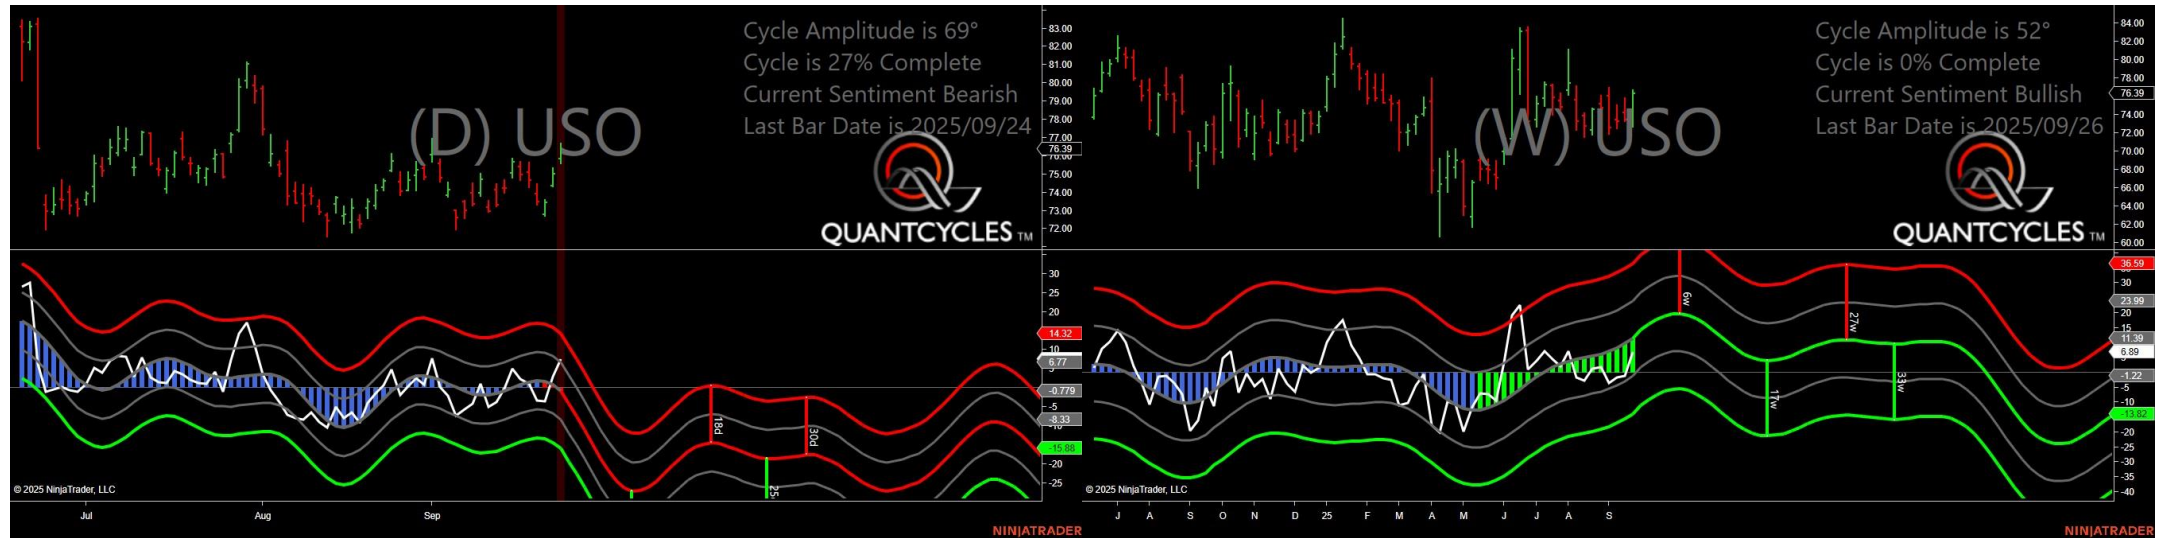 Cycle Amplitude is 69°
Cycle is 27% Complete
Current Sentiment Bearish
Last Bar Date is 2025/09/24
(D) USO
QUANTCYCLES TM
83.00
82.00
81.00
80.00
79.00
78.00
77.00
76.39
76.00
75.00
74.00
73.00
72.00
30
25
20
14.32
10
6.77
-0.779
-5
-8.33
-15.88
-20
-25
18d
30d
25
© 2025 NinjaTrader, LLC
Jul
Aug
Sep
NINJATRADER
Cycle Amplitude is 52°
Cycle is 0% Complete
Current Sentiment Bullish
Last Bar Date is 2025/09/26
(W) USO
QUANTCYCLES TM
84.00
82.00
80.00
78.00
76.39
74.00
72.00
70.00
68.00
66.00
64.00
62.00
60.00
36.59
30
23.99
20
15
11.39
6.89
-1.22
-5
-10
-13.82
-20
-25
-30
-35
-40
6w
27w
17w
33w
© 2025 NinjaTrader, LLC
J
A
S
O
N
D
25
F
M
A
M
J
J
A
S
NINJATRADER